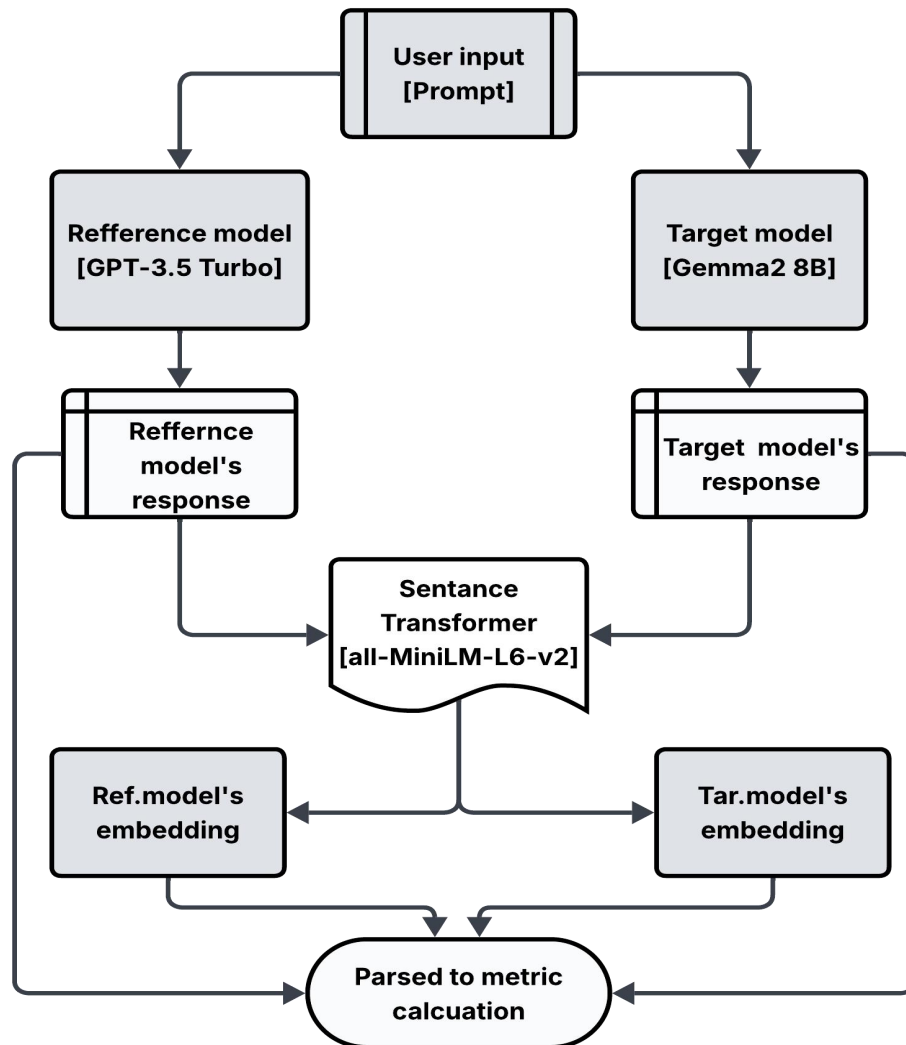 User input
[Prompt]
Refference model
[GPT-3.5 Turbo]
Target model
[Gemma2 8B]
Reffernce
model's
response
Target  model's
response
Sentance
Transformer
[all-MiniLM-L6-v2]
Ref.model's
embedding
Tar.model's
embedding
Parsed to metric
calcuation